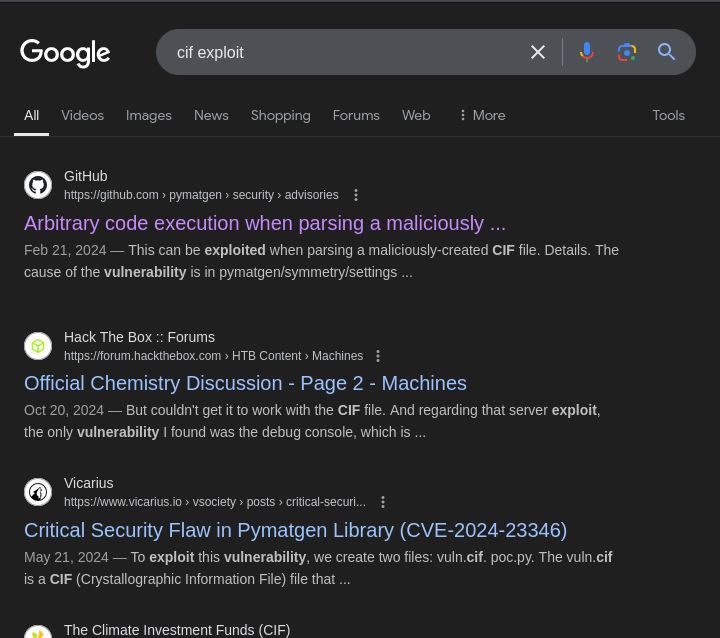 Google
cif exploit
All Videos Images News Shopping Forums Web More Tools
GitHub
https://github.com › pymatgen › security › advisories
Arbitrary code execution when parsing a maliciously ...
Feb 21, 2024 — This can be exploited when parsing a maliciously-created CIF file. Details. The
cause of the vulnerability is in pymatgen/symmetry/settings ...
Hack The Box :: Forums
https://forum.hackthebox.com › HTB Content › Machines
Official Chemistry Discussion - Page 2 - Machines
Oct 20, 2024 — But couldn't get it to work with the CIF file. And regarding that server exploit,
the only vulnerability I found was the debug console, which is ...
Vicarius
https://www.vicarius.io › vsociety › posts › critical-securi...
Critical Security Flaw in Pymatgen Library (CVE-2024-23346)
May 21, 2024 — To exploit this vulnerability, we create two files: vuln.cif. poc.py. The vuln.cif
is a CIF (Crystallographic Information File) file that ...
The Climate Investment Funds (CIF)